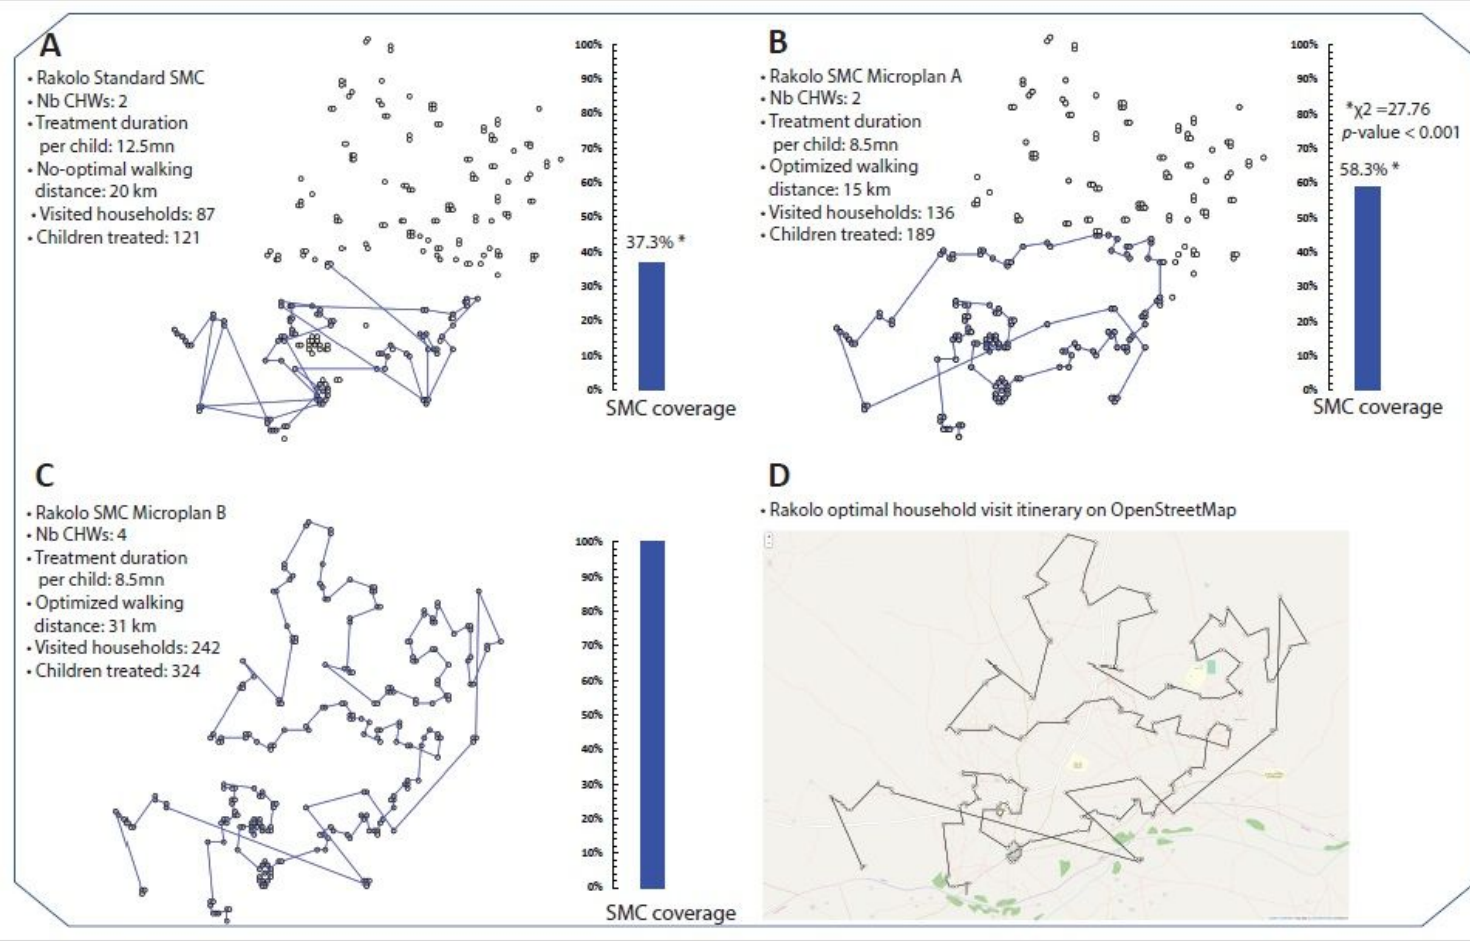 A
• Rakolo Standard SMC
• Nb CHWs: 2
• Treatment duration
per child: 12.5mn
• No-optimal walking
distance: 20 km
• Visited households: 87
• Children treated: 121
100%
90%
80%
70%
60%
50%
40%
30%
20%
10%
0%
37.3% *
SMC coverage
B
• Rakolo SMC Microplan A
• Nb CHWs: 2
• Treatment duration
per child: 8.5mn
• Optimized walking
distance: 15 km
• Visited households: 136
• Children treated: 189
100%
90%
80%
70%
60%
50%
40%
30%
20%
10%
0%
*χ2 =27.76
p-value < 0.001
58.3% *
SMC coverage
C
• Rakolo SMC Microplan B
• Nb CHWs: 4
• Treatment duration
per child: 8.5mn
• Optimized walking
distance: 31 km
• Visited households: 242
• Children treated: 324
100%
90%
80%
70%
60%
50%
40%
30%
20%
10%
0%
SMC coverage
D
• Rakolo optimal household visit itinerary on OpenStreetMap